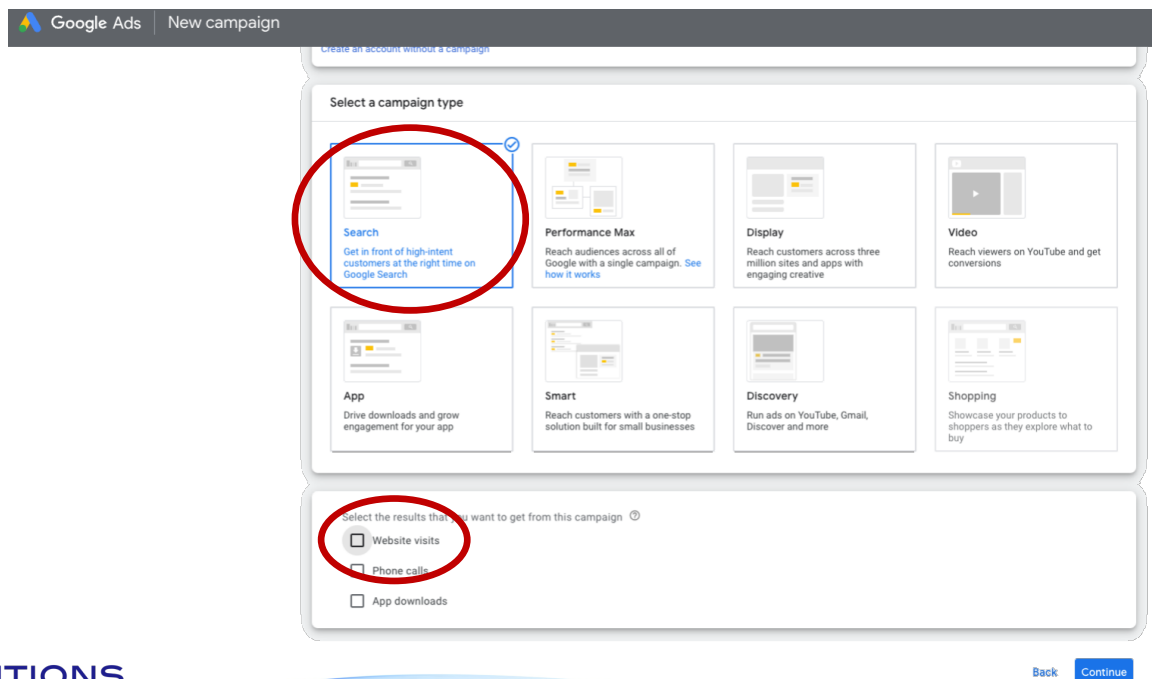 Google Ads New campaign
Create an account without a campaign
Select a campaign type
Search
Get in front of high-intent
customers at the right time on
Google Search
Performance Max
Reach audiences across all of
Google with a single campaign. See
how it works
Display
Reach customers across three
million sites and apps with
engaging creative
Video
Reach viewers on YouTube and get
conversions
App
Drive downloads and grow
engagement for your app
Smart
Reach customers with a one-stop
solution built for small businesses
Discovery
Run ads on YouTube, Gmail,
Discover and more
Shopping
Showcase your products to
shoppers as they explore what to
buy
Select the results that you want to get from this campaign
Website visits
Phone calls
App downloads
Back Continue